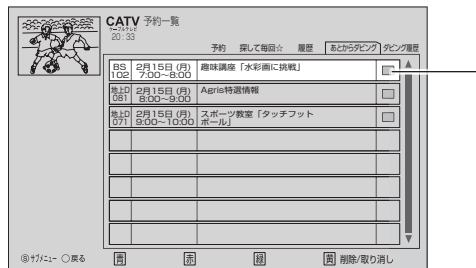 CATV 予約一覧
ケーブルテレビ
20:33
予約 探して毎回☆ 履歴 あとからダビング ダビング履歴
BS 102 2月15日(月) 7:00～8:00 趣味講座「水彩画に挑戦」
地上D 081 2月15日(月) 8:00～9:00 Agris特選情報
地上D 071 2月15日(月) 9:00～10:00 スポーツ教室「タッチフットボール」
Ⓢサブメニュー ○戻る 青 赤 緑 黄 削除/取り消し